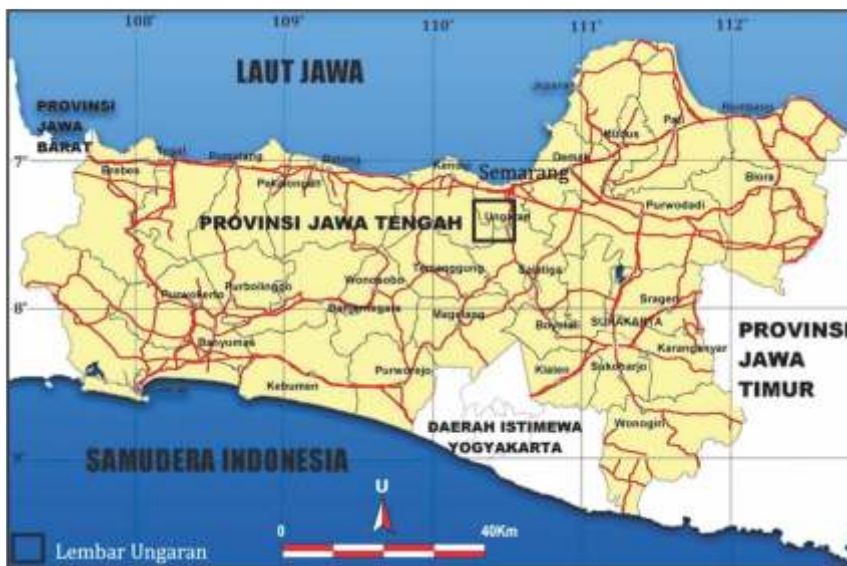 108°
109°
110°
111°
112°
LAUT JAWA
PROVINSI
JAWA
BARAT
Jepara
Rembang
Pati
Kudus
7°
Tegal
Pemalang
Batang
Kendal
Semarang
Demak
Brebes
Pekalongan
Blora
PROVINSI JAWA TENGAH
Ungaran
Purwodadi
Temanggung
Salatiga
Wonosobo
Purbolinggo
Purwokerto
Sragen
8°
Banjarnegara
Magelang
Boyolali
SURAKARTA
PROVINSI
JAWA
TIMUR
Banyumas
Karanganyar
Klaten
Sukoharjo
Purworejo
Kebumen
DAERAH ISTIMEWA
YOGYAKARTA
Wonogiri
SAMUDERA INDONESIA
U
0
40Km
Lembar Ungaran